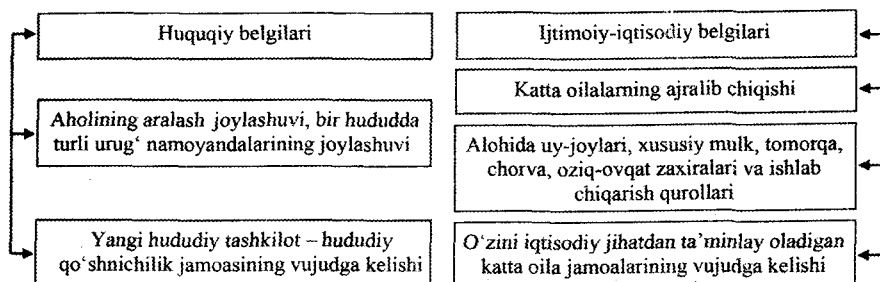 Huquqiy belgilari
Aholining aralash joylashuvi, bir hududda
turli urug‘ namoyandalarining joylashuvi
Yangi hududiy tashkilot – hududiy
qo‘shnichilik jamoasining vujudga kelishi
Ijtimoiy-iqtisodiy belgilari
Katta oilalarning ajralib chiqishi
Alohida uy-joylari, xususiy mulk, tomorqa,
chorva, oziq-ovqat zaxiralari va ishlab
chiqarish qurollari
O‘zini iqtisodiy jihatdan ta’minlay oladigan
katta oila jamoalarining vujudga kelishi